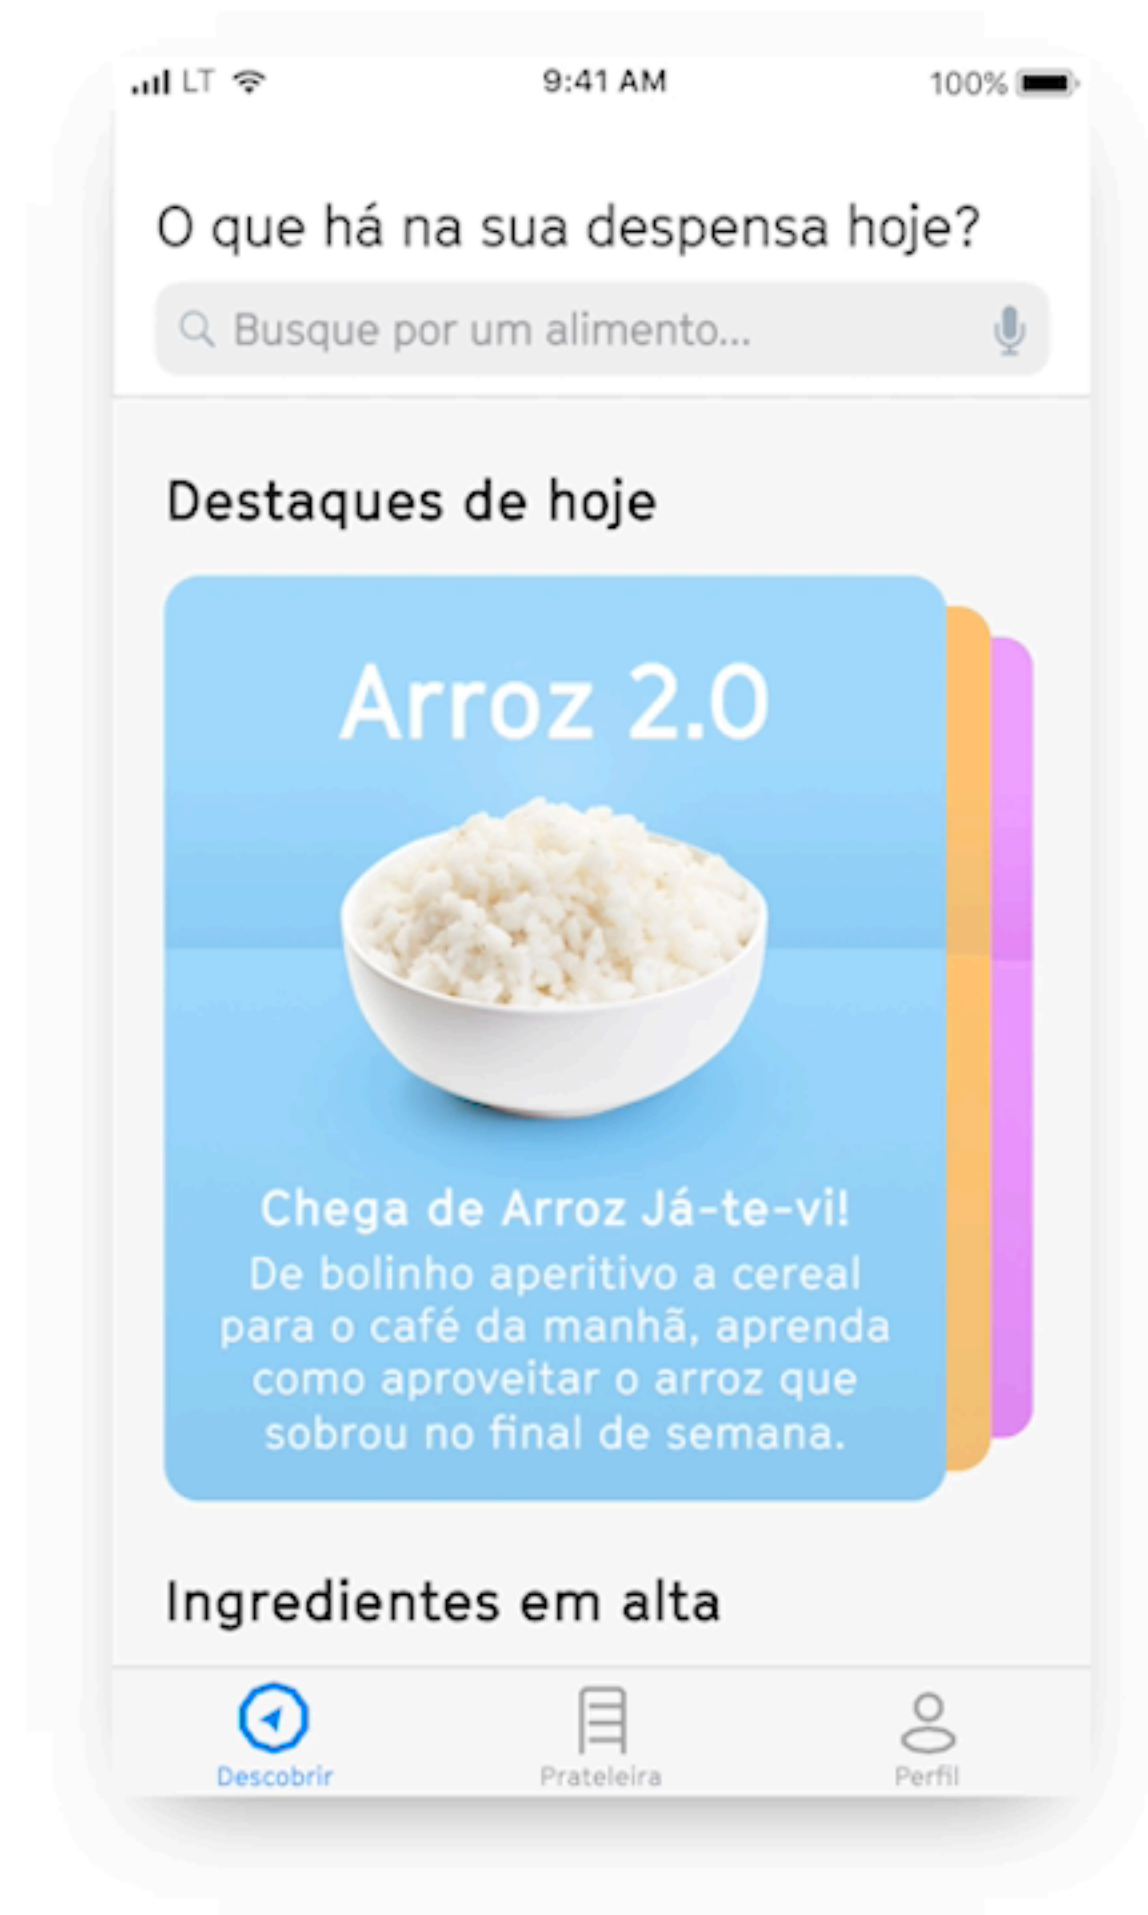 LT
9:41 AM
100%
O que há na sua despensa hoje?
Busque por um alimento...
Destaques de hoje
Arroz 2.0
Chega de Arroz Já-te-vi!
De bolinho aperitivo a cereal
para o café da manhã, aprenda
como aproveitar o arroz que
sobrou no final de semana.
Ingredientes em alta
Descobrir
Prateleira
Perfil